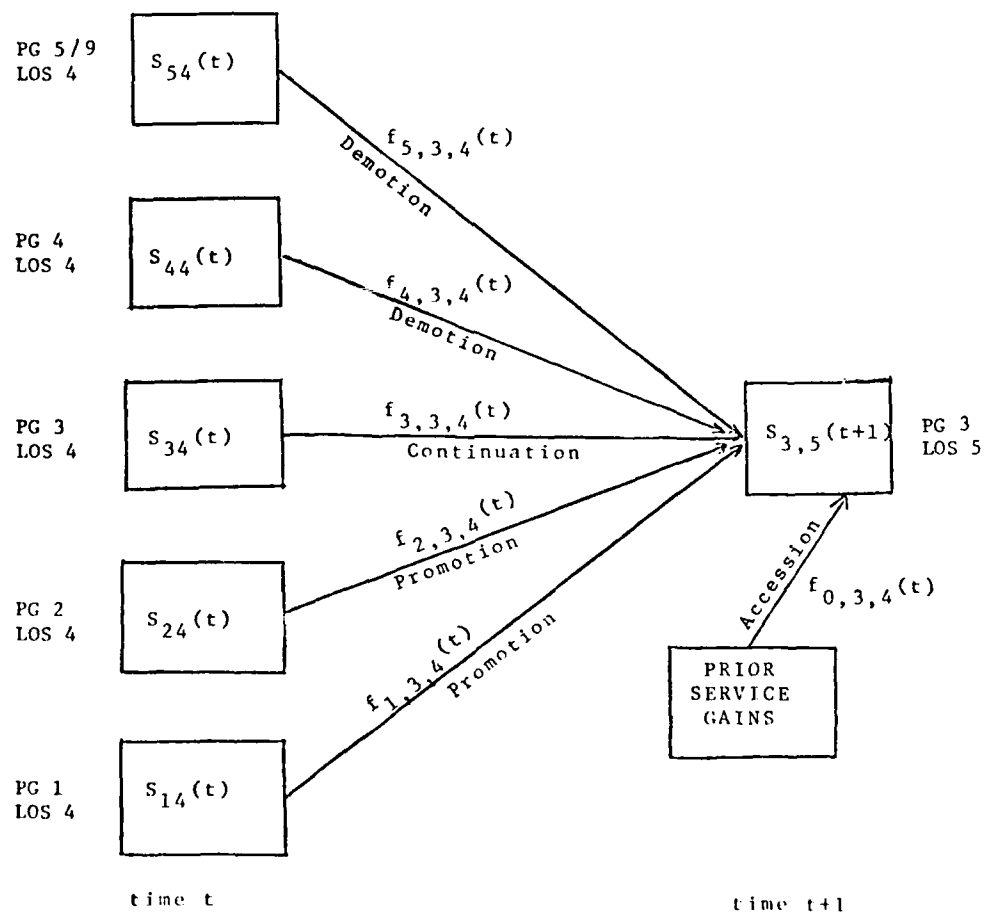 PG 5/9
LOS 4
S54(t)
f5,3,4(t)
Demotion
PG 4
LOS 4
S44(t)
f4,3,4(t)
Demotion
PG 3
LOS 4
S34(t)
f3,3,4(t)
Continuation
S3,5(t+1)
PG 3
LOS 5
PG 2
LOS 4
S24(t)
f2,3,4(t)
Promotion
Accession
f0,3,4(t)
PG 1
LOS 4
S14(t)
f1,3,4(t)
Promotion
PRIOR
SERVICE
GAINS
time t
time t+1